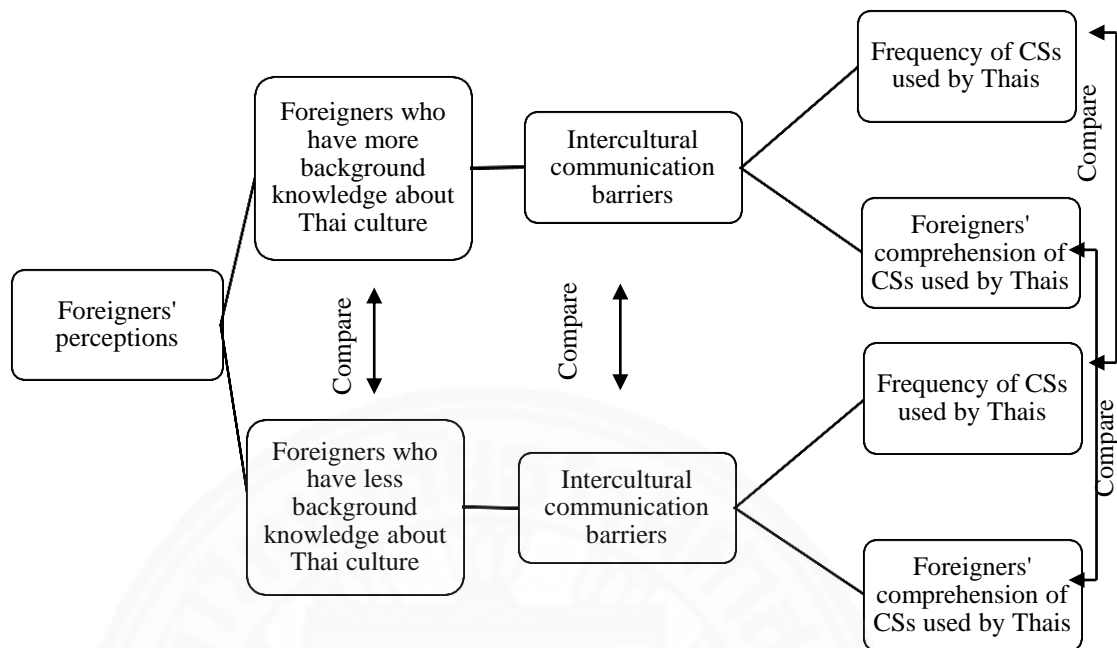 Foreigners'
perceptions
Foreigners who
have more
background
knowledge about
Thai culture
Intercultural
communication
barriers
Frequency of CSs
used by Thais
Foreigners'
comprehension of
CSs used by Thais
Compare
Compare
Compare
Compare
Foreigners who
have less
background
knowledge about
Thai culture
Intercultural
communication
barriers
Frequency of CSs
used by Thais
Foreigners'
comprehension of
CSs used by Thais